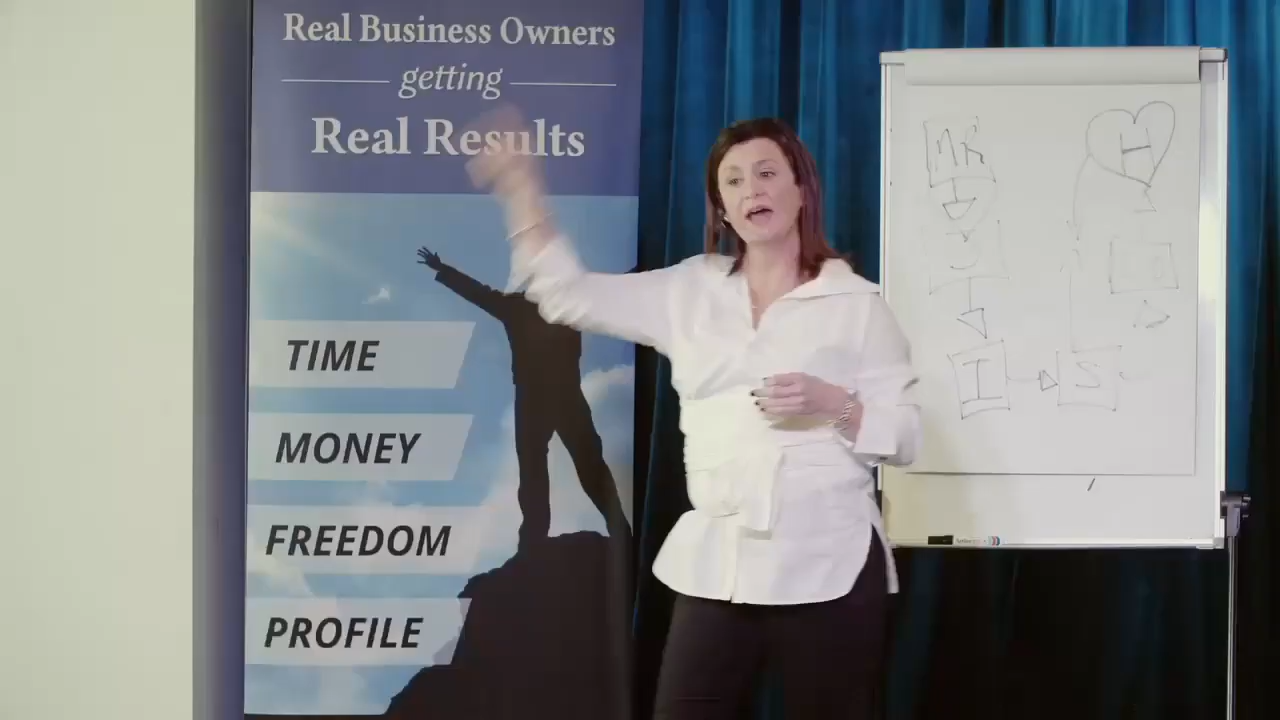 Real Business Owners
getting
Real Results
TIME
MONEY
FREEDOM
PROFILE
H
I
S